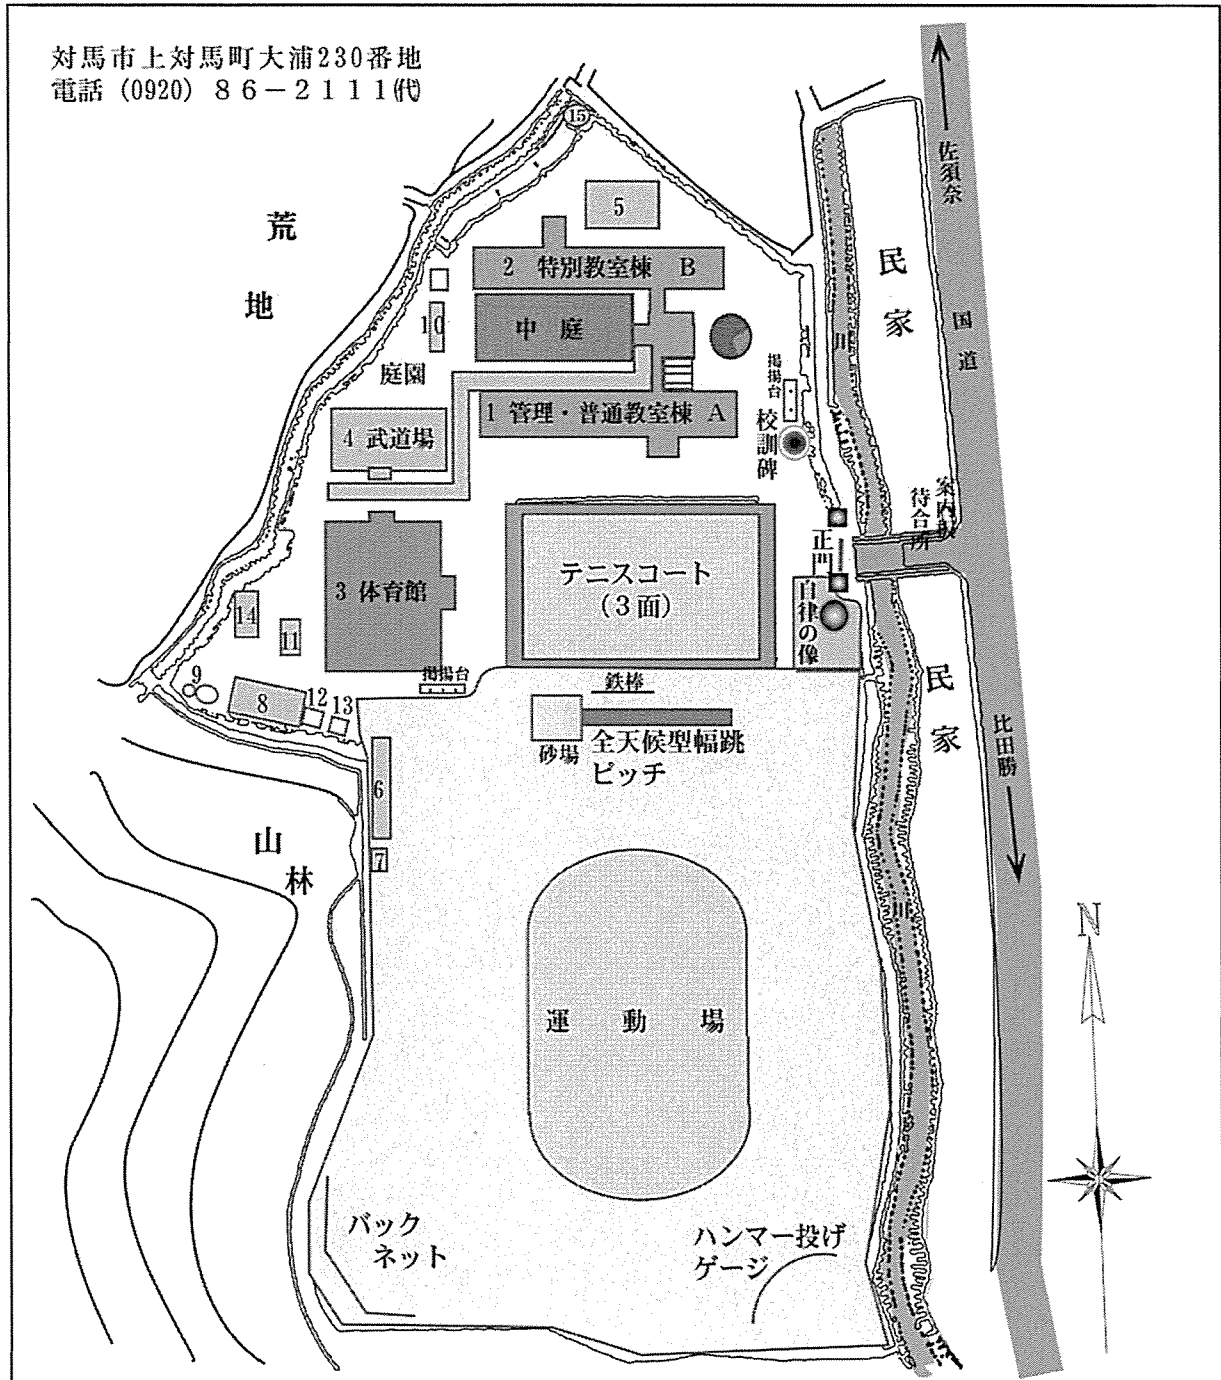 対馬市上対馬町大浦230番地
電話 (0920) 86-2111(代)
⑮
佐須奈
荒地
5
民家
2 特別教室棟 B
10
中庭
川
国道
庭園
掲揚台
1 管理・普通教室棟 A
校訓碑
4 武道場
案内板
待合所
正門
テニスコート
(3面)
3 体育館
自律の像
14
11
掲揚台
鉄棒
民家
9
8
12
13
砂場
全天候型幅跳
ピッチ
比田勝
6
山林
7
川
N
運動場
バック
ネット
ハンマー投げ
ゲージ